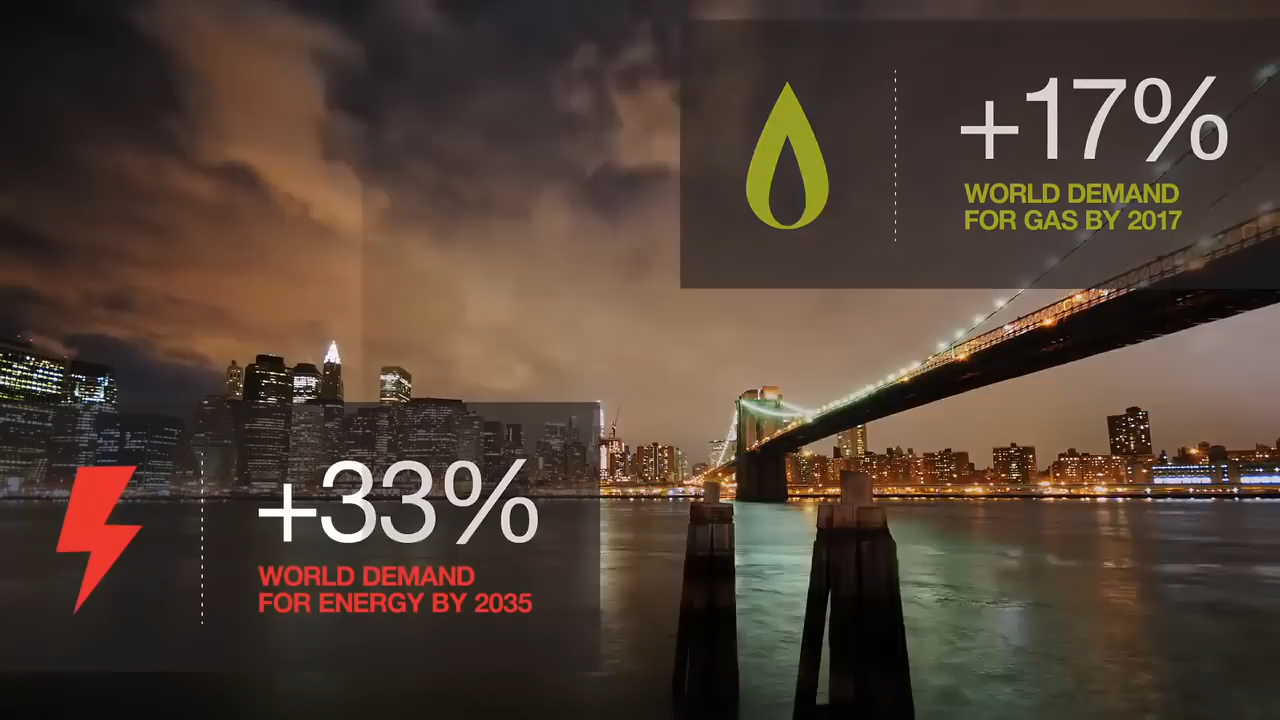 +17%
WORLD DEMAND
FOR GAS BY 2017
+33%
WORLD DEMAND
FOR ENERGY BY 2035